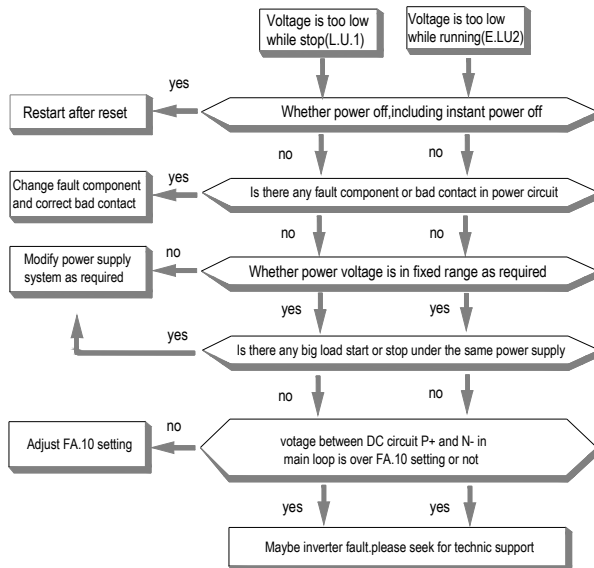 Voltage is too low
while stop(L.U.1)
Voltage is too low
while running(E.LU2)
yes
Restart after reset
Whether power off,including instant power off
no
no
yes
Change fault component
and correct bad contact
Is there any fault component or bad contact in power circuit
no
no
no
Modify power supply
system as required
Whether power voltage is in fixed range as required
yes
yes
yes
Is there any big load start or stop under the same power supply
no
no
no
Adjust FA.10 setting
votage between DC circuit P+ and N- in
main loop is over FA.10 setting or not
yes
yes
Maybe inverter fault.please seek for technic support